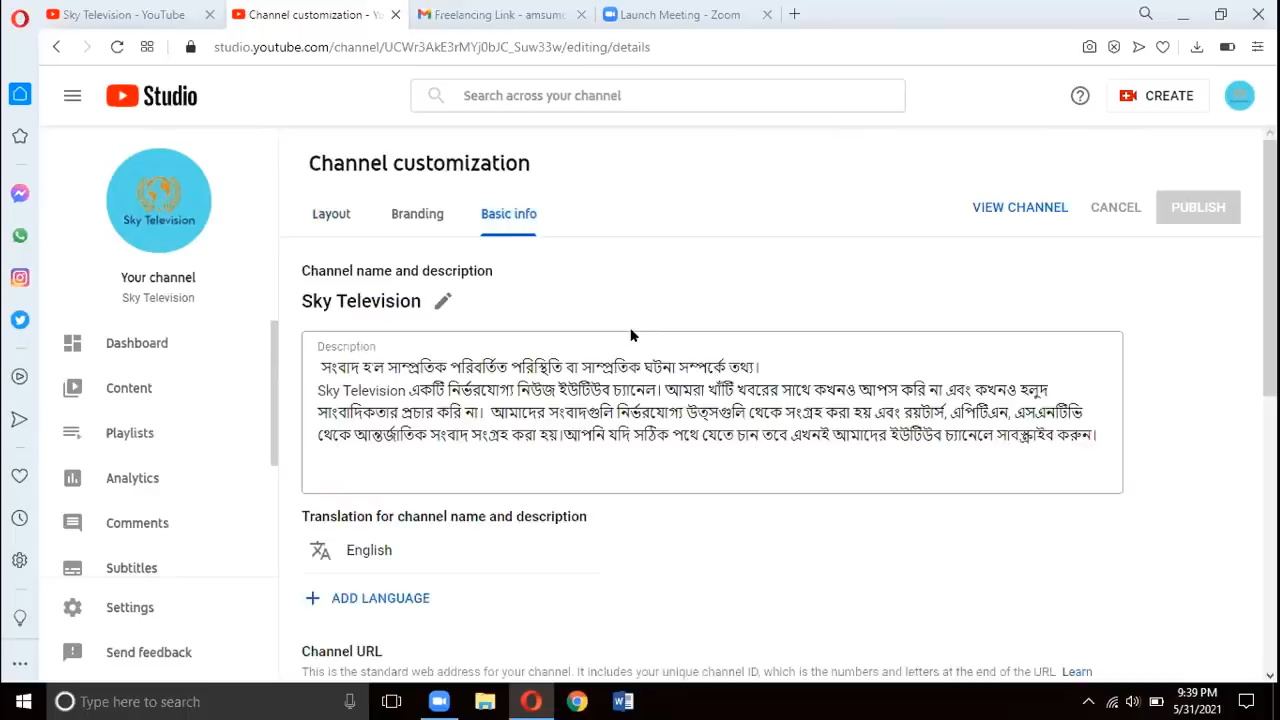 Sky Television - YouTube
Channel customization - Yo
Freelancing Link - amsumc
Launch Meeting - Zoom
studio.youtube.com/channel/UCWr3AkE3rMYj0bJC_Suw33w/editing/details
Studio
Search across your channel
CREATE
Sky Television
Your channel
Sky Television
Dashboard
Content
Playlists
Analytics
Comments
Subtitles
Settings
Send feedback
Channel customization
Layout
Branding
Basic info
VIEW CHANNEL
CANCEL
PUBLISH
Channel name and description
Sky Television
Description
সংবাদ হ'ল সাম্প্রতিক পরিবর্তিত পরিস্থিতি বা সাম্প্রতিক ঘটনা সম্পর্কে তথ্য।
Sky Television একটি নির্ভরযোগ্য নিউজ ইউটিউব চ্যানেল। আমরা খাঁটি খবরের সাথে কখনও আপস করি না এবং কখনও হলুদ
সাংবাদিকতার প্রচার করি না। আমাদের সংবাদগুলি নির্ভরযোগ্য উত্সগুলি থেকে সংগ্রহ করা হয় এবং রয়টার্স, এপিটিএন, এসএনটিভি
থেকে আন্তর্জাতিক সংবাদ সংগ্রহ করা হয়।আপনি যদি সঠিক পথে যেতে চান তবে এখনই আমাদের ইউটিউব চ্যানেলে সাবস্ক্রাইব করুন।
Translation for channel name and description
English
ADD LANGUAGE
Channel URL
This is the standard web address for your channel. It includes your unique channel ID, which is the numbers and letters at the end of the URL. Learn
Type here to search
9:39 PM
5/31/2021